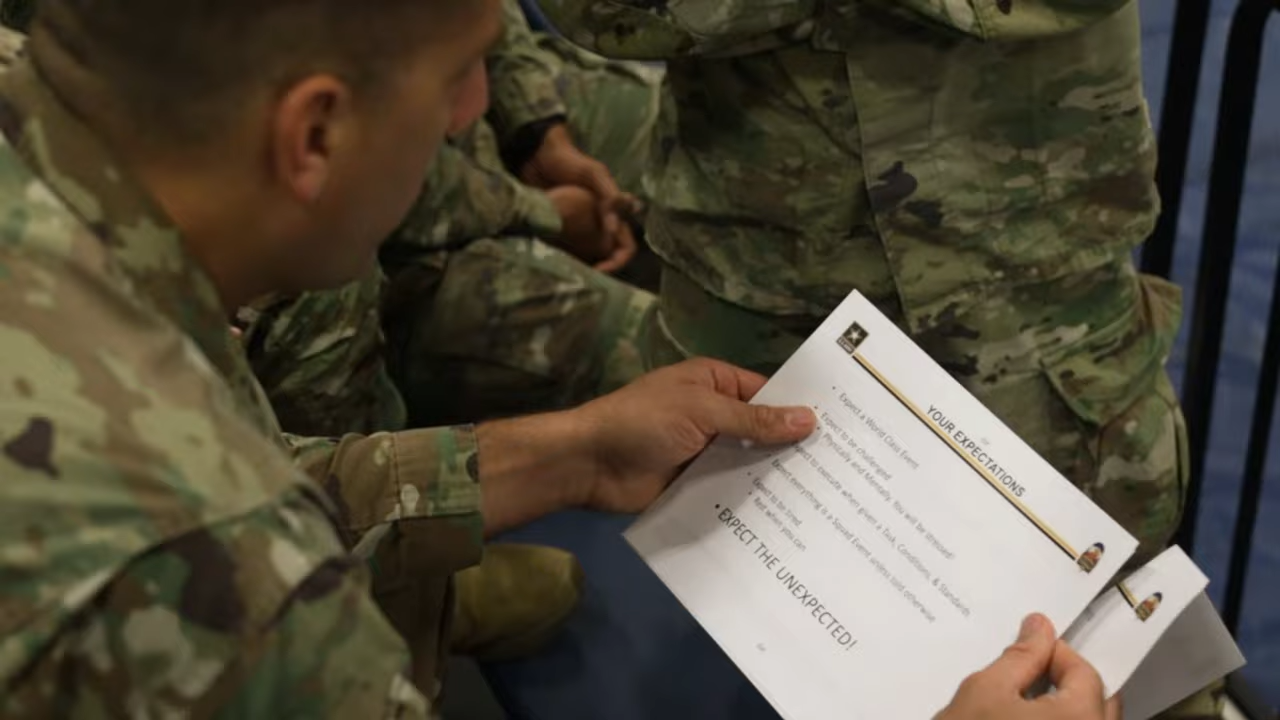 YOUR EXPECTATIONS
• Expect a World Class Event
• Expect to be challenged
• Physically and Mentally. You will be stressed!
to execute when given a Task, Conditions, & Standards
Expect everything is a Squad Event unless told otherwise
• Expect to be tired
• Rest when you can
• EXPECT THE UNEXPECTED!